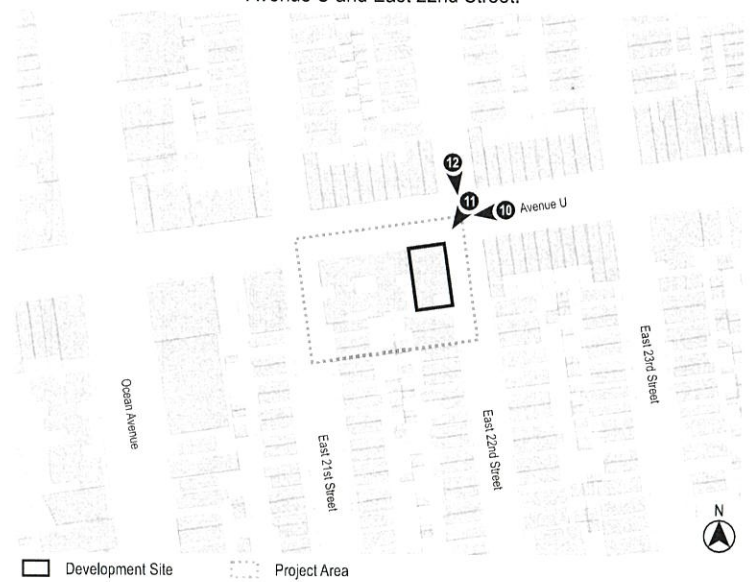 Avenue U and East 22nd Street.
12
11
10
Avenue U
East 23rd Street
Ocean Avenue
East 22nd Street
East 21st Street
N
Development Site
Project Area